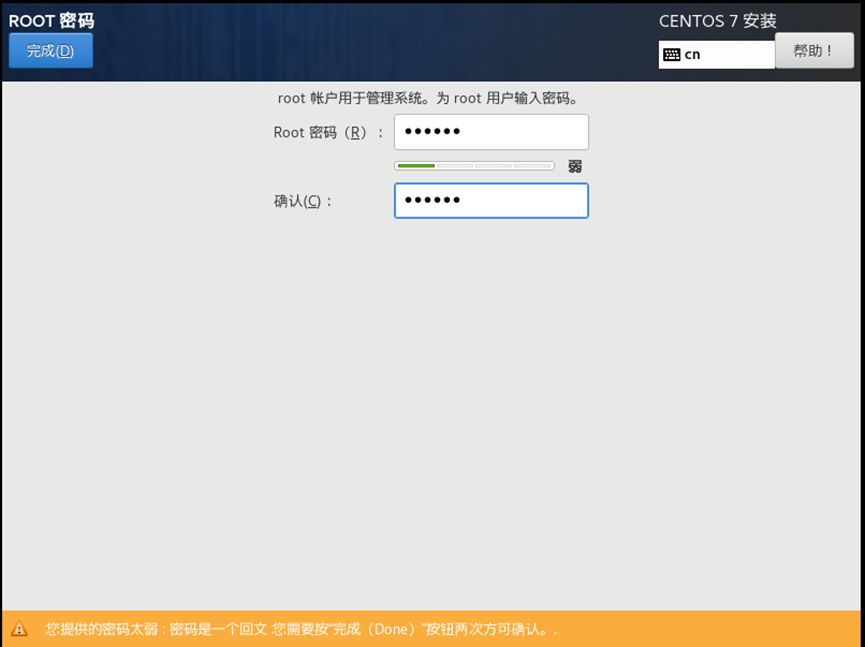 ROOT 密码
CENTOS 7 安装
完成(D)
cn
帮助！
root 帐户用于管理系统。为 root 用户输入密码。
Root 密码（R）：
●●●●●●
弱
确认(C)：
●●●●●●
您提供的密码太弱 : 密码是一个回文 您需要按"完成（Done）"按钮两次方可确认。.